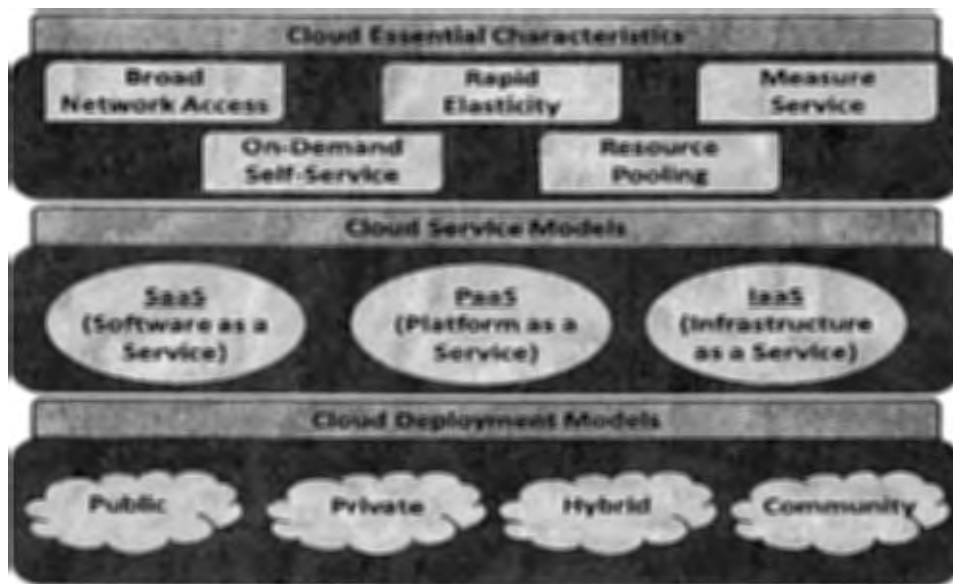 Cloud Essential Characteristics
Broad
Network Access
Rapid
Elasticity
Measure
Service
On-Demand
Self-Service
Resource
Pooling
Cloud Service Models
SaaS
(Software as a
Service)
PaaS
(Platform as a
Service)
IaaS
(Infrastructure
as a Service)
Cloud Deployment Models
Public
Private
Hybrid
Community